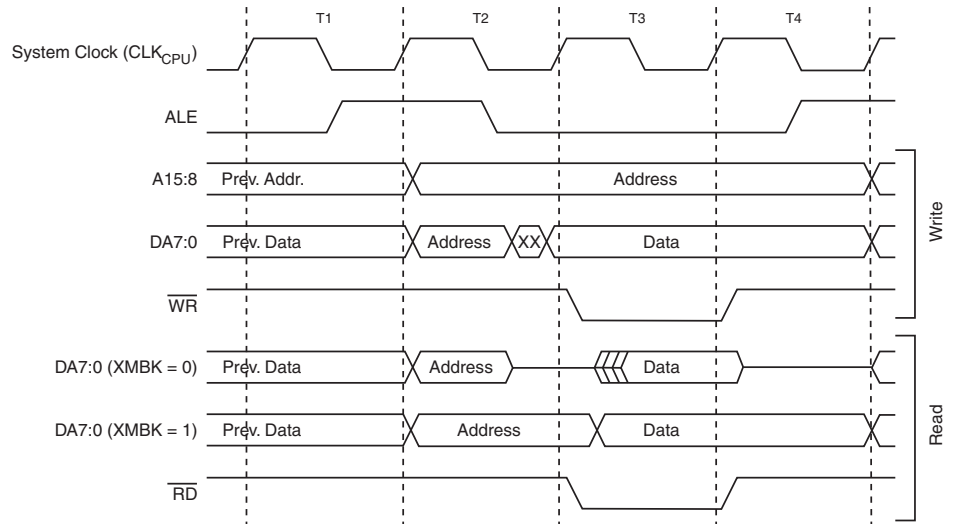 T1 T2 T3 T4
System Clock (CLKCPU)
ALE
A15:8 Prev. Addr. Address
DA7:0 Prev. Data Address XX Data
WR
Write
DA7:0 (XMBK = 0) Prev. Data Address Data
DA7:0 (XMBK = 1) Prev. Data Address Data
RD
Read